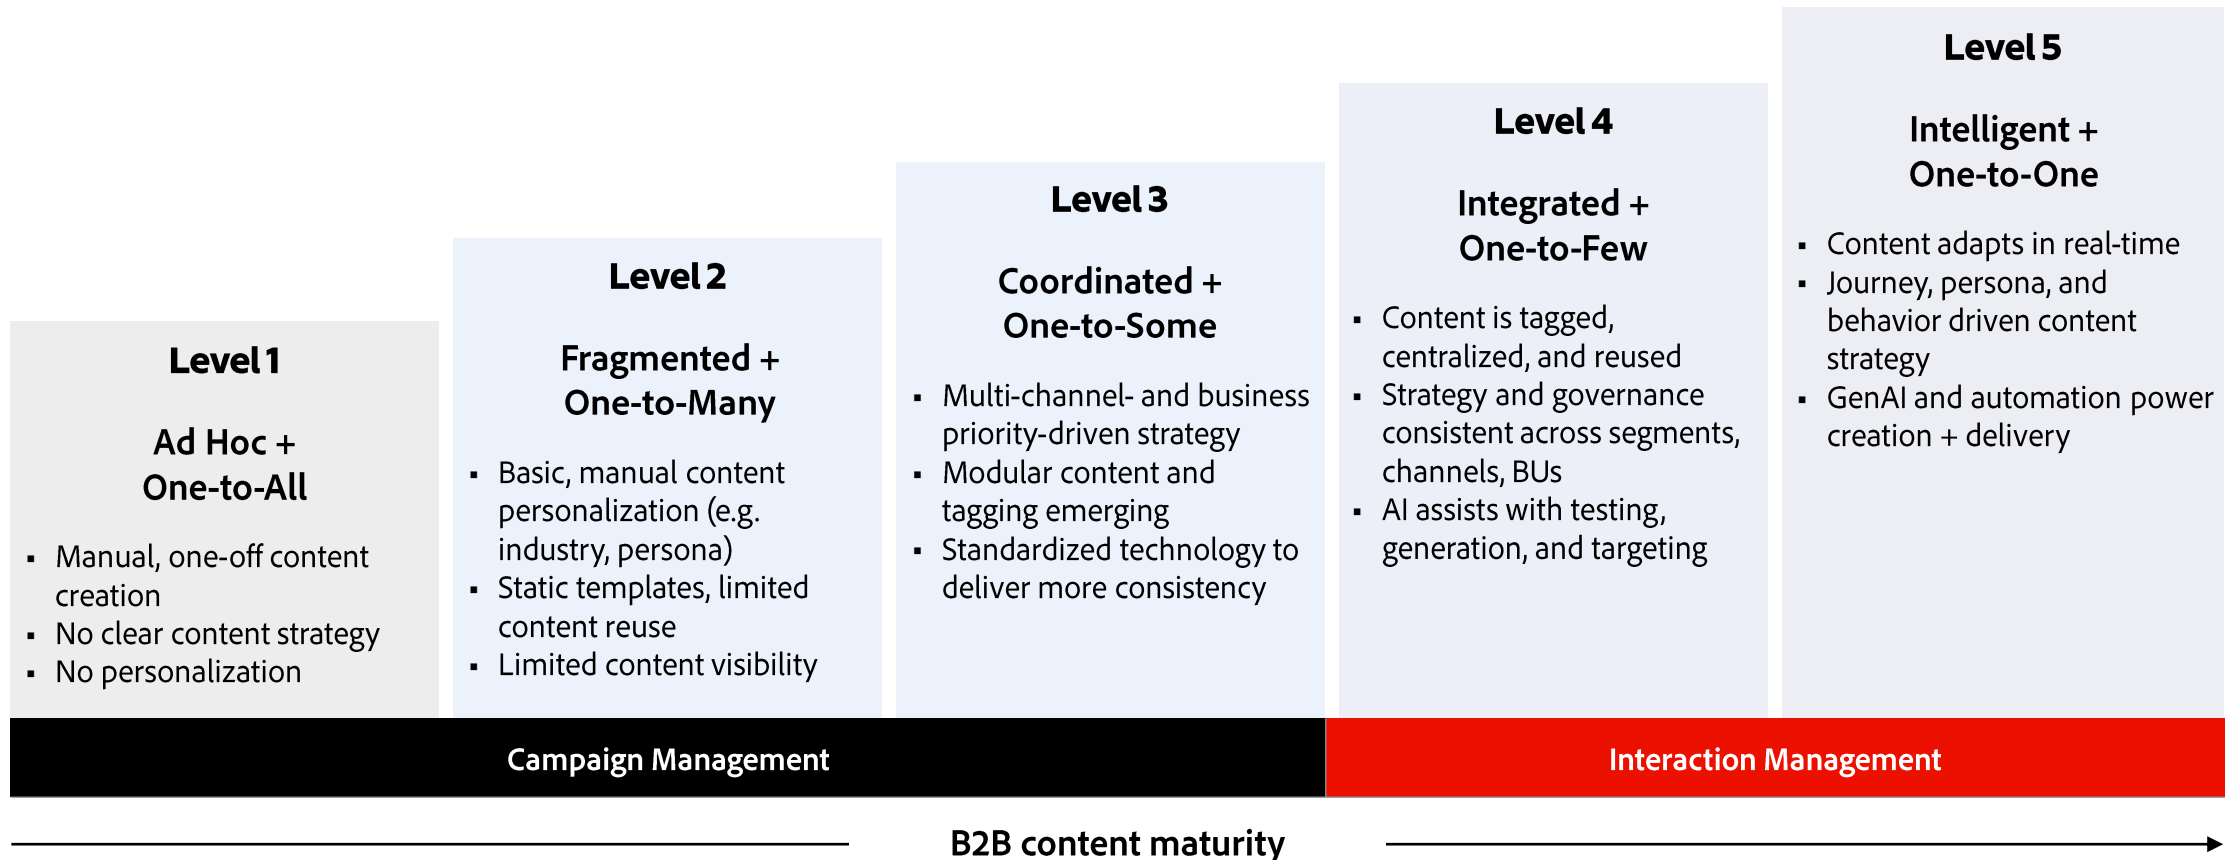 Level 1
Ad Hoc +
One-to-All
▪ Manual, one-off content
creation
▪ No clear content strategy
▪ No personalization
Level 2
Fragmented +
One-to-Many
▪ Basic, manual content
personalization (e.g.
industry, persona)
▪ Static templates, limited
content reuse
▪ Limited content visibility
Level 3
Coordinated +
One-to-Some
▪ Multi-channel- and business
priority-driven strategy
▪ Modular content and
tagging emerging
▪ Standardized technology to
deliver more consistency
Level 4
Integrated +
One-to-Few
▪ Content is tagged,
centralized, and reused
▪ Strategy and governance
consistent across segments,
channels, BUs
▪ AI assists with testing,
generation, and targeting
Level 5
Intelligent +
One-to-One
▪ Content adapts in real-time
▪ Journey, persona, and
behavior driven content
strategy
▪ GenAI and automation power
creation + delivery
Campaign Management
Interaction Management
B2B content maturity